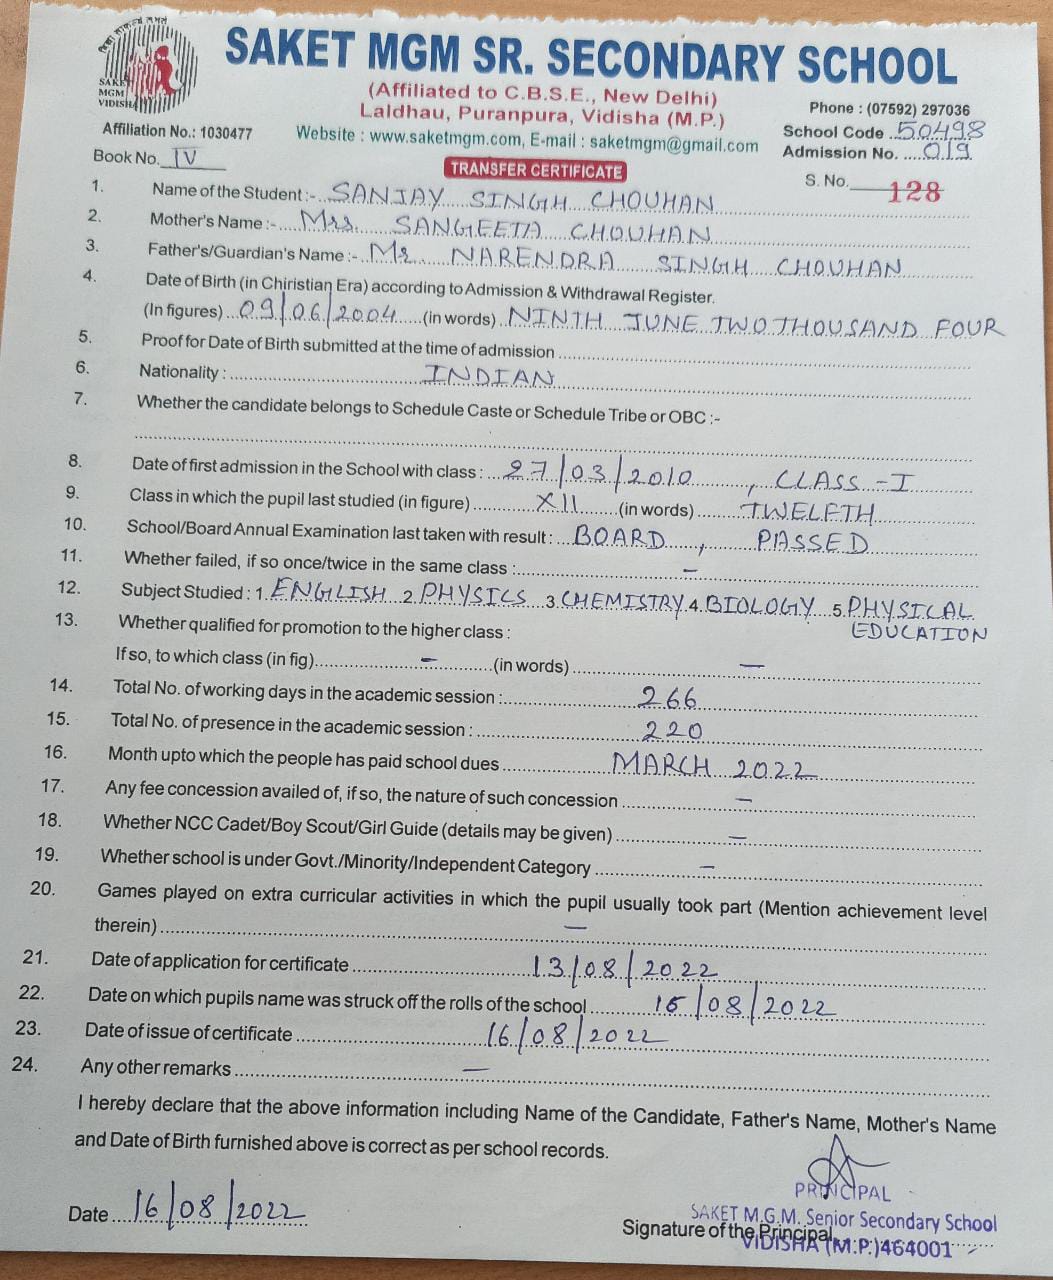 SAKET MGM SR. SECONDARY SCHOOL
SAKET
MGM
VIDISHA
(Affiliated to C.B.S.E., New Delhi)
Laldhau, Puranpura, Vidisha (M.P.)
Phone : (07592) 297036
Affiliation No.: 1030477
Website : www.saketmgm.com, E-mail : saketmgm@gmail.com
School Code 50498
Admission No. 019
Book No. IV
TRANSFER CERTIFICATE
S. No. 128
1. Name of the Student :- SANJAY SINGH CHOUHAN
2. Mother's Name :- Mrs. SANGEETA CHOUHAN
3. Father's/Guardian's Name :- Mr NARENDRA SINGH CHOUHAN
4. Date of Birth (in Chiristian Era) according to Admission & Withdrawal Register.
(In figures) 09/06/2004 (in words) NINTH JUNE TWO THOUSAND FOUR
5. Proof for Date of Birth submitted at the time of admission
6. Nationality : INDIAN
7. Whether the candidate belongs to Schedule Caste or Schedule Tribe or OBC :-
8. Date of first admission in the School with class : 27/03/2010, CLASS - I
9. Class in which the pupil last studied (in figure) XII (in words) TWELFTH
10. School/Board Annual Examination last taken with result : BOARD, PASSED
11. Whether failed, if so once/twice in the same class : -
12. Subject Studied : 1. ENGLISH 2. PHYSICS 3. CHEMISTRY 4. BIOLOGY 5. PHYSICAL EDUCATION
13. Whether qualified for promotion to the higher class :
If so, to which class (in fig) - (in words) -
14. Total No. of working days in the academic session : 266
15. Total No. of presence in the academic session : 220
16. Month upto which the people has paid school dues MARCH 2022
17. Any fee concession availed of, if so, the nature of such concession -
18. Whether NCC Cadet/Boy Scout/Girl Guide (details may be given) -
19. Whether school is under Govt./Minority/Independent Category -
20. Games played on extra curricular activities in which the pupil usually took part (Mention achievement level
therein) -
21. Date of application for certificate 13/08/2022
22. Date on which pupils name was struck off the rolls of the school 15/08/2022
23. Date of issue of certificate 16/08/2022
24. Any other remarks -
I hereby declare that the above information including Name of the Candidate, Father's Name, Mother's Name
and Date of Birth furnished above is correct as per school records.
PRINCIPAL
SAKET M.G.M. Senior Secondary School
Date 16/08/2022
Signature of the Principal
VIDISHA (M.P.) 464001